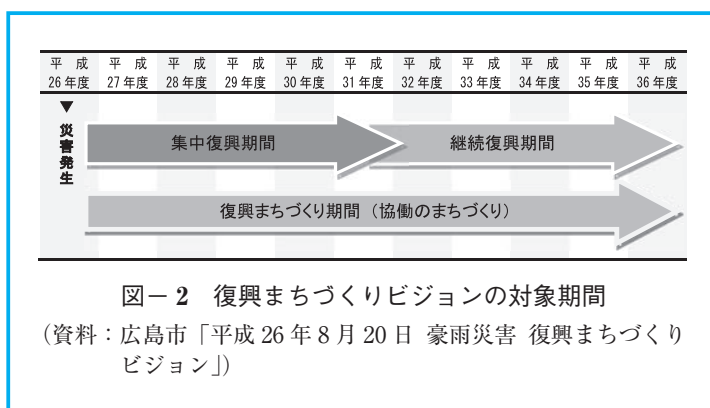 平成 平成 平成 平成 平成 平成 平成 平成 平成 平成 平成
26年度 27年度 28年度 29年度 30年度 31年度 32年度 33年度 34年度 35年度 36年度
▼
災害発生
集中復興期間 継続復興期間
復興まちづくり期間（協働のまちづくり）
図－2 復興まちづくりビジョンの対象期間
（資料：広島市「平成26年8月20日 豪雨災害 復興まちづくり
ビジョン」）